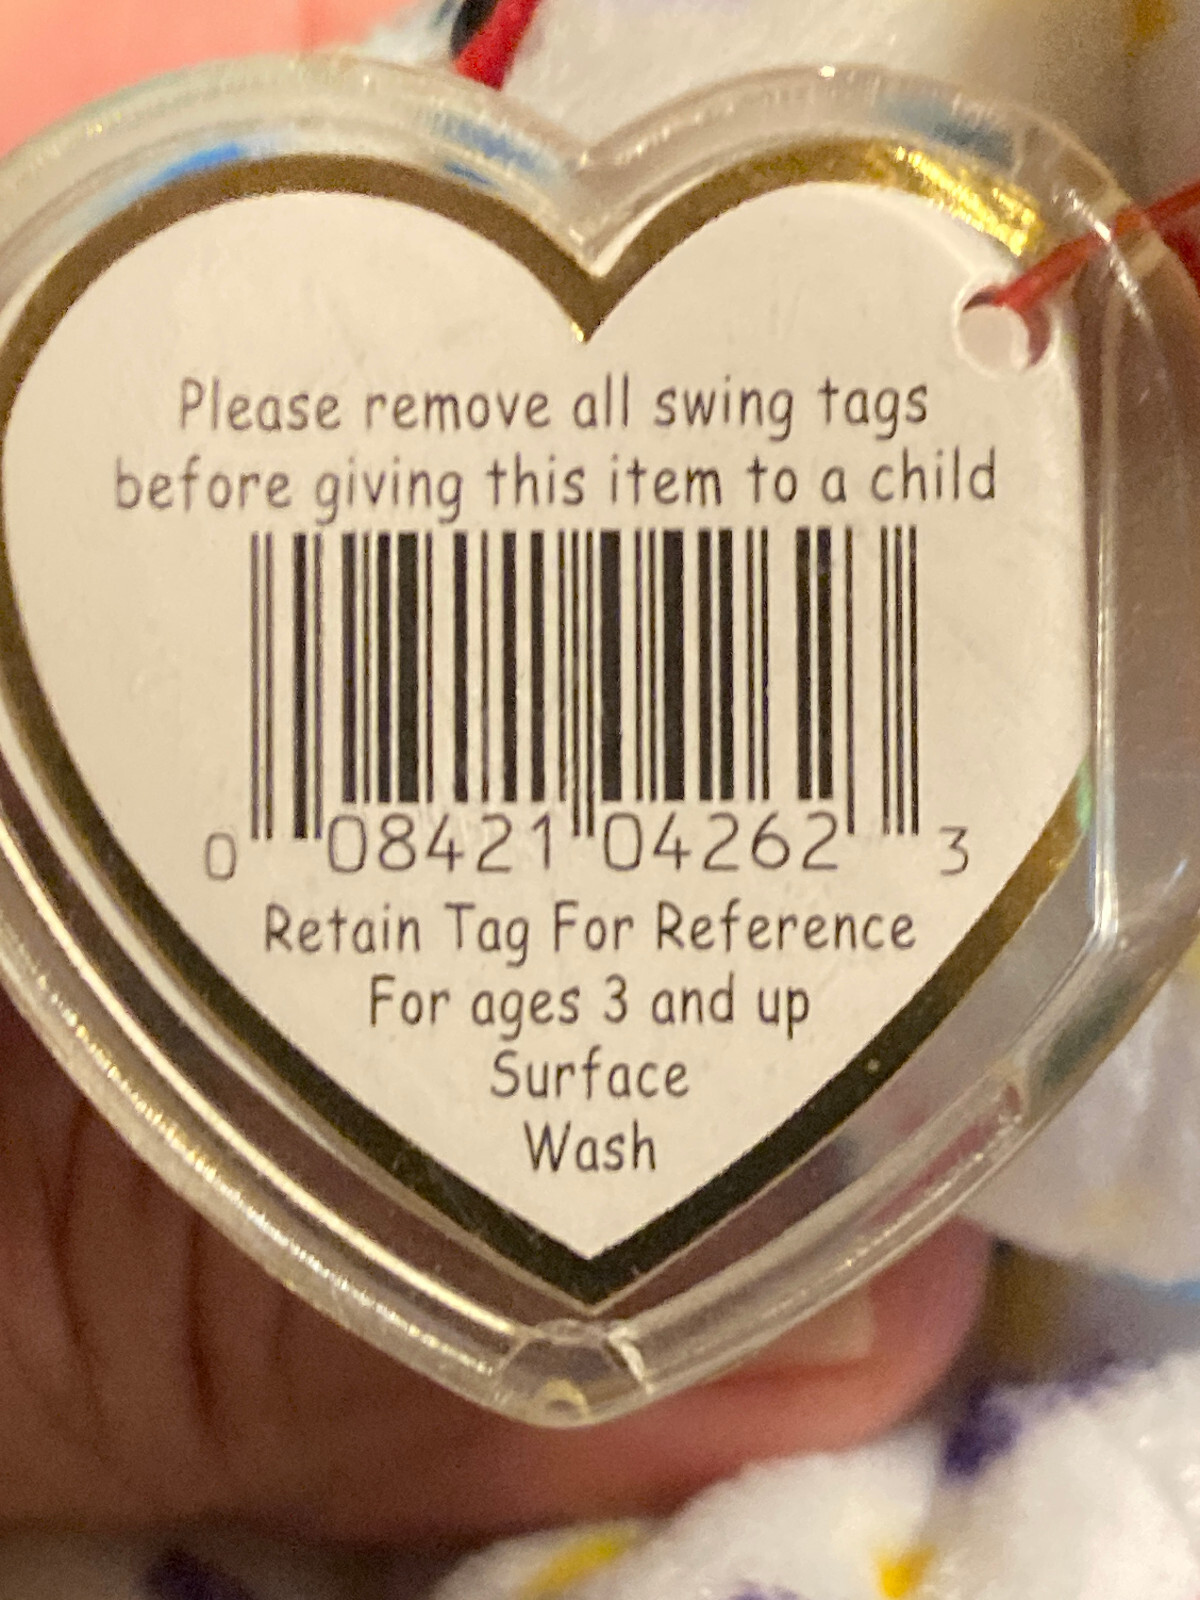 Please remove all swing tags
before giving this item to a child
0 08421 04262 3
Retain Tag For Reference
For ages 3 and up
Surface
Wash